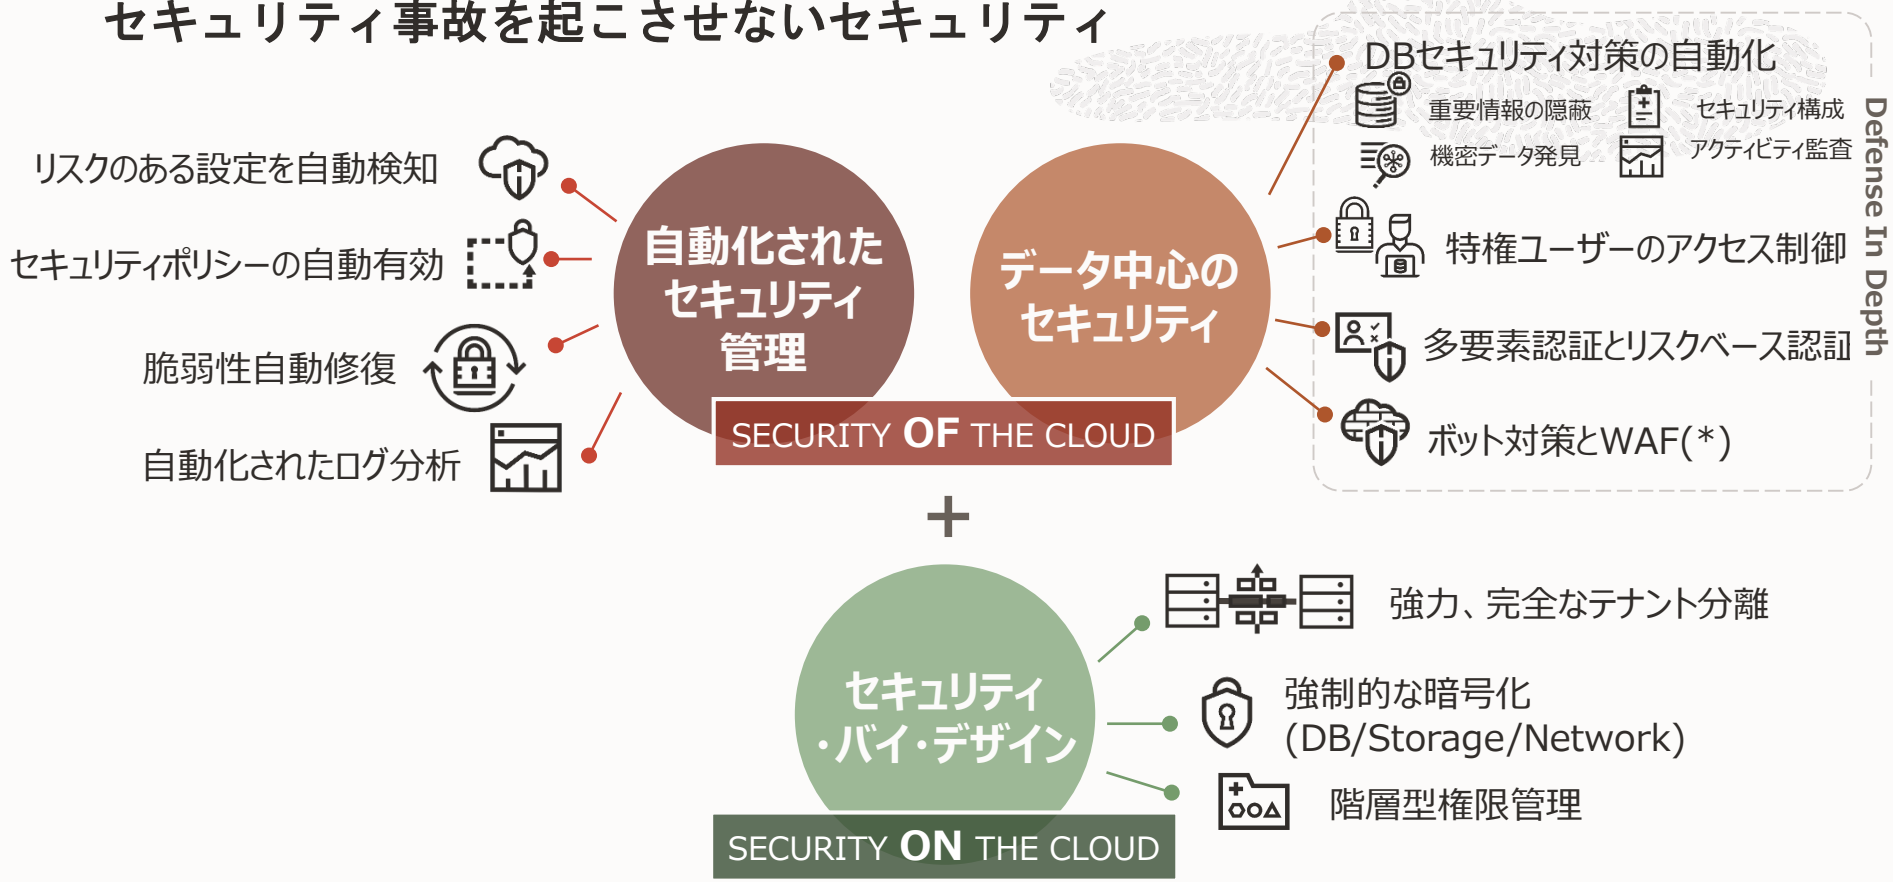 セキュリティ事故を起こさせないセキュリティ
リスクのある設定を自動検知
セキュリティポリシーの自動有効
脆弱性自動修復
自動化されたログ分析
自動化された
セキュリティ
管理
データ中心の
セキュリティ
SECURITY OF THE CLOUD
DBセキュリティ対策の自動化
重要情報の隠蔽
セキュリティ構成
機密データ発見
アクティビティ監査
特権ユーザーのアクセス制御
多要素認証とリスクベース認証
ボット対策とWAF(*)
Defense In Depth
+
セキュリティ
・バイ・デザイン
SECURITY ON THE CLOUD
強力、完全なテナント分離
強制的な暗号化
(DB/Storage/Network)
階層型権限管理